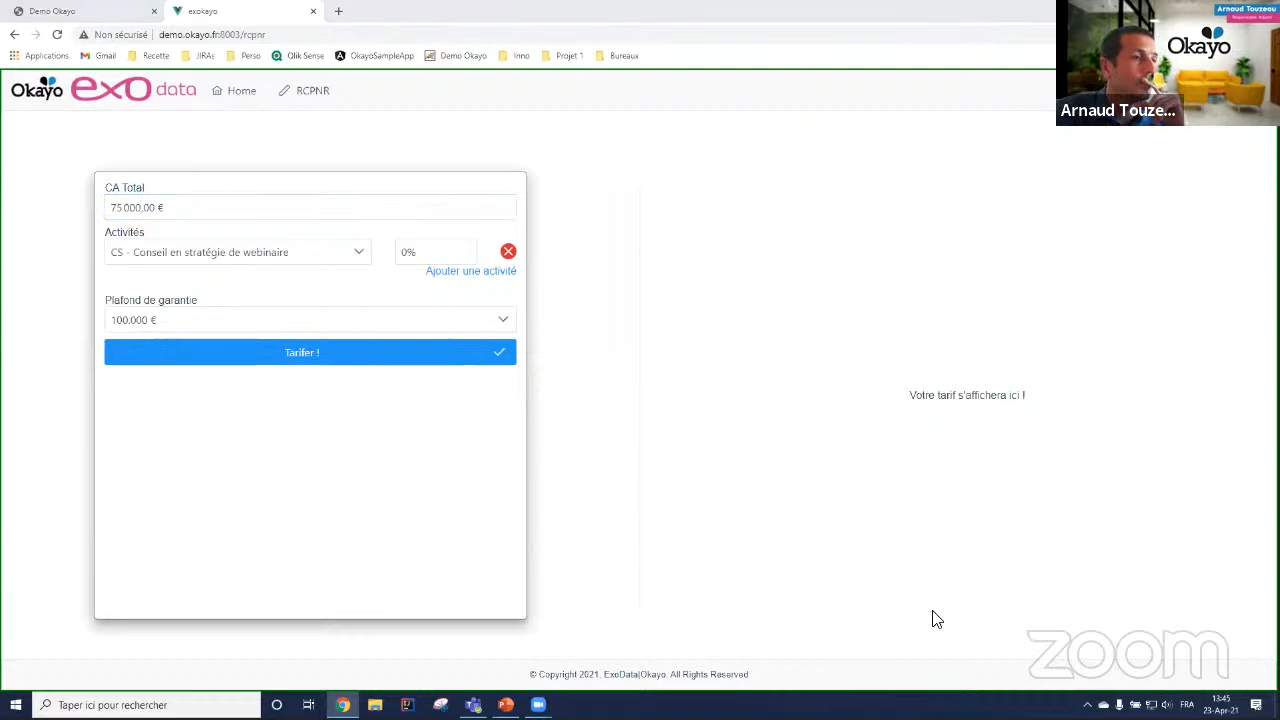 Demo Okayo
exokayo
Non sécurisé
demo.okayo.fr:8003/rcpnr
Applications
Gmail
Recette
JIRAs
Perso
Qlik Sense
OkayoSampleApp
Demo Okayo
Inno
Projet 1
Bureaux
Arnaud Touzeau
Responsable Adjoint
Okayo
Arnaud Touze...
Okayo exo data
Home
RCPNR
CA Total
75 000,00 €
Activités
CS - Conseil en stratégie de webinaire
0%
Ajouter une activité
Plafond de garantie
100.000 €
Tarifer !
Votre tarif s'affichera ici !
zoom
© Copyright 2021, ExoData|Okayo. All Rights Reserved
Taper ici pour rechercher
FRA
13:45
23-Apr-21